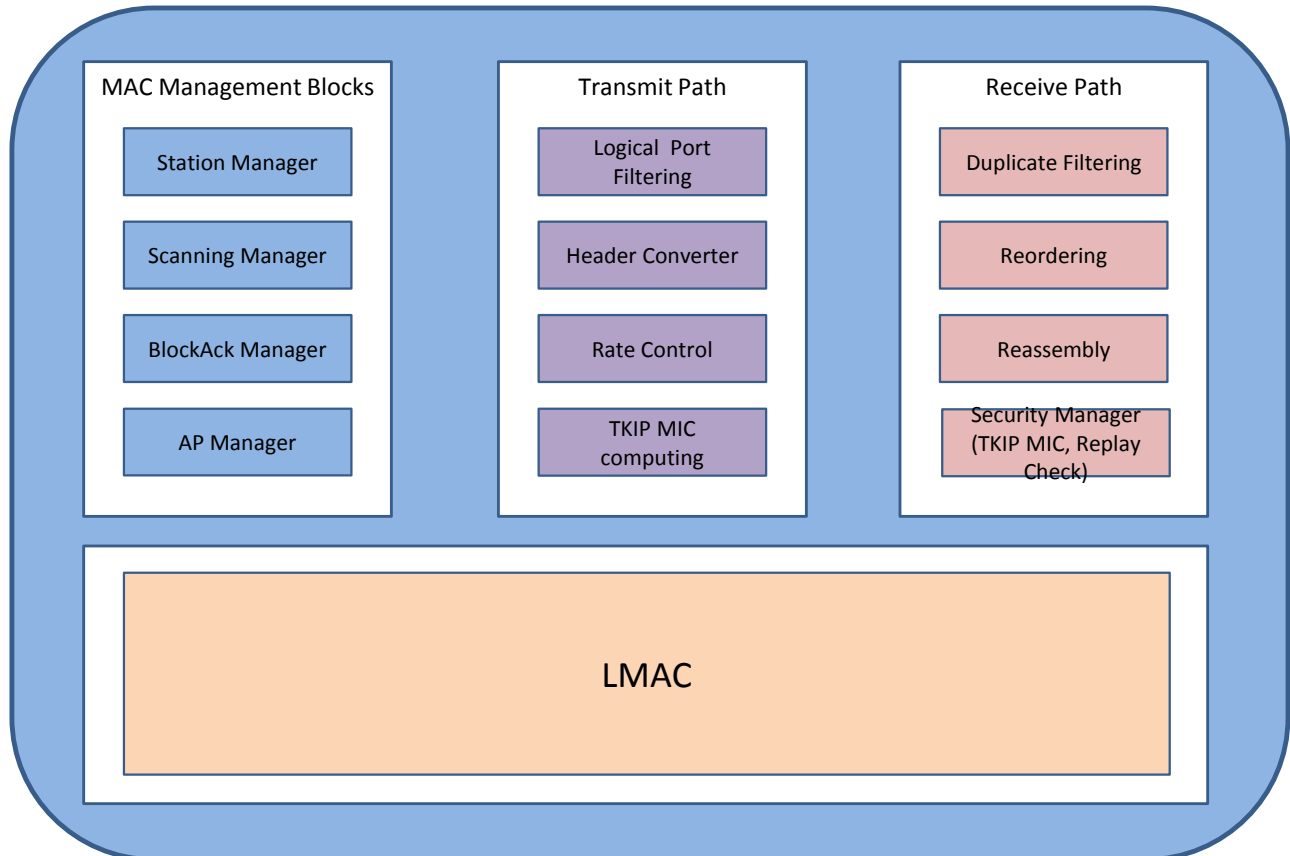 MAC Management Blocks
Station Manager
Scanning Manager
BlockAck Manager
AP Manager
Transmit Path
Logical Port
Filtering
Header Converter
Rate Control
TKIP MIC
computing
Receive Path
Duplicate Filtering
Reordering
Reassembly
Security Manager
(TKIP MIC, Replay
Check)
LMAC